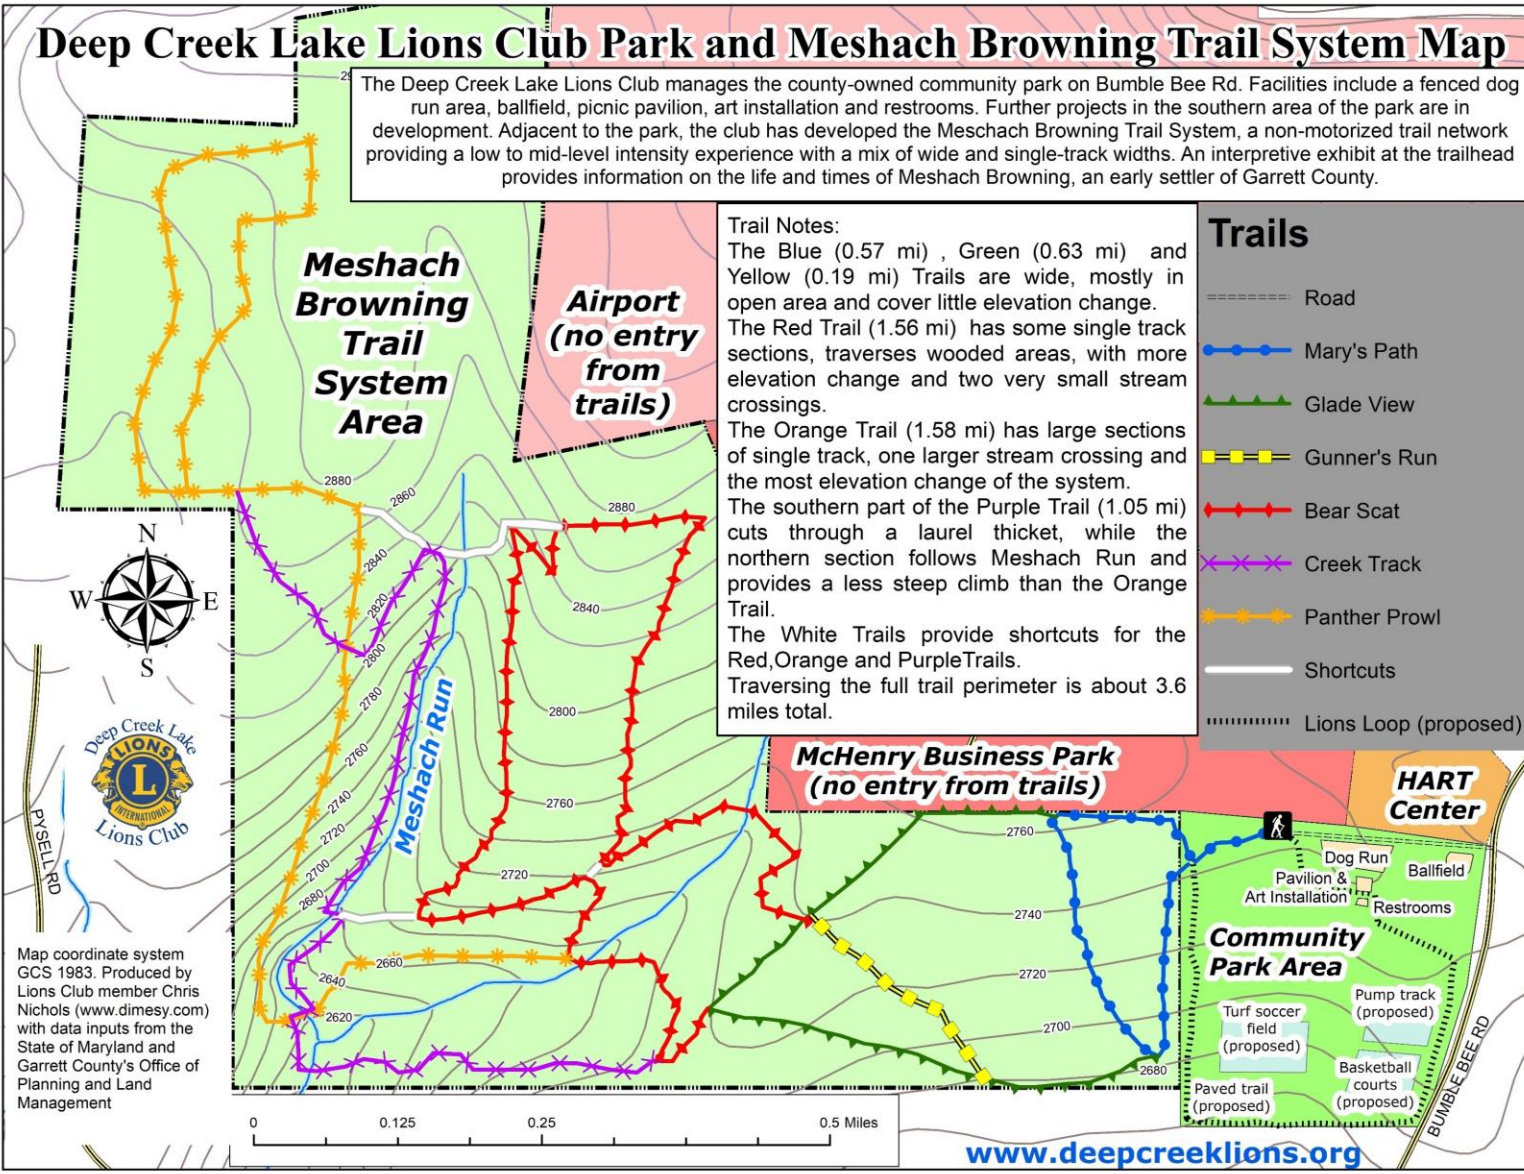 Deep Creek Lake Lions Club Park and Meshach Browning Trail System Map
The Deep Creek Lake Lions Club manages the county-owned community park on Bumble Bee Rd. Facilities include a fenced dog
run area, ballfield, picnic pavilion, art installation and restrooms. Further projects in the southern area of the park are in
development. Adjacent to the park, the club has developed the Meschach Browning Trail System, a non-motorized trail network
providing a low to mid-level intensity experience with a mix of wide and single-track widths. An interpretive exhibit at the trailhead
provides information on the life and times of Meshach Browning, an early settler of Garrett County.
Trail Notes:
The Blue (0.57 mi) , Green (0.63 mi) and
Yellow (0.19 mi) Trails are wide, mostly in
open area and cover little elevation change.
The Red Trail (1.56 mi) has some single track
sections, traverses wooded areas, with more
elevation change and two very small stream
crossings.
The Orange Trail (1.58 mi) has large sections
of single track, one larger stream crossing and
the most elevation change of the system.
The southern part of the Purple Trail (1.05 mi)
cuts through a laurel thicket, while the
northern section follows Meshach Run and
provides a less steep climb than the Orange
Trail.
The White Trails provide shortcuts for the
Red,Orange and PurpleTrails.
Traversing the full trail perimeter is about 3.6
miles total.
Trails
Road
Mary's Path
Glade View
Gunner's Run
Bear Scat
Creek Track
Panther Prowl
Shortcuts
Lions Loop (proposed)
Meshach
Browning
Trail
System
Area
Airport
(no entry
from
trails)
2880
2860
2840
2820
2800
2780
2760
2740
2720
2700
2680
2660
2640
2620
2880
2840
2800
2760
2720
Meshach Run
McHenry Business Park
(no entry from trails)
2760
2740
2720
2700
2680
HART
Center
Dog Run
Ballfield
Pavilion &
Art Installation
Restrooms
Community
Park Area
Turf soccer
field
(proposed)
Pump track
(proposed)
Basketball
courts
(proposed)
Paved trail
(proposed)
BUMBLE BEE RD
N
W
E
S
Deep Creek Lake
LIONS
L
INTERNATIONAL
Lions Club
PYSELL RD
Map coordinate system
GCS 1983. Produced by
Lions Club member Chris
Nichols (www.dimesy.com)
with data inputs from the
State of Maryland and
Garrett County's Office of
Planning and Land
Management
0 0.125 0.25 0.5 Miles
www.deepcreeklions.org